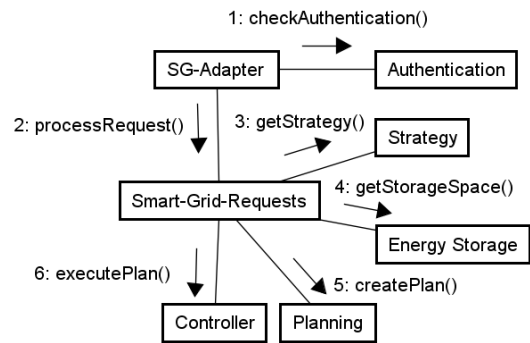 1: checkAuthentication()
SG-Adapter
Authentication
2: processRequest()
3: getStrategy()
Strategy
Smart-Grid-Requests
4: getStorageSpace()
Energy Storage
6: executePlan()
5: createPlan()
Controller
Planning